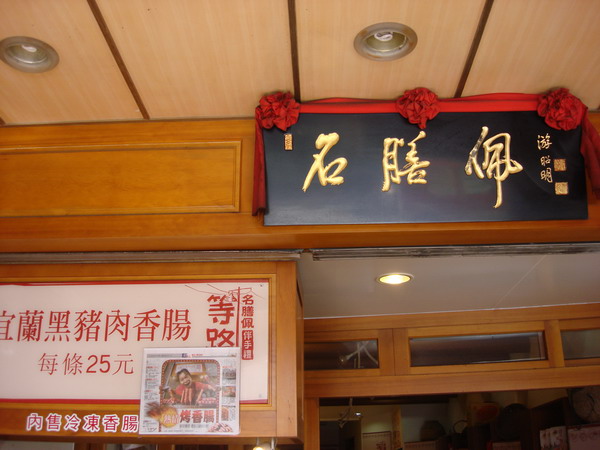 名膳佩
游昭明
宜蘭黑豬肉香腸
每條25元
等路
名膳佩伴手禮
烤香腸
內售冷凍香腸